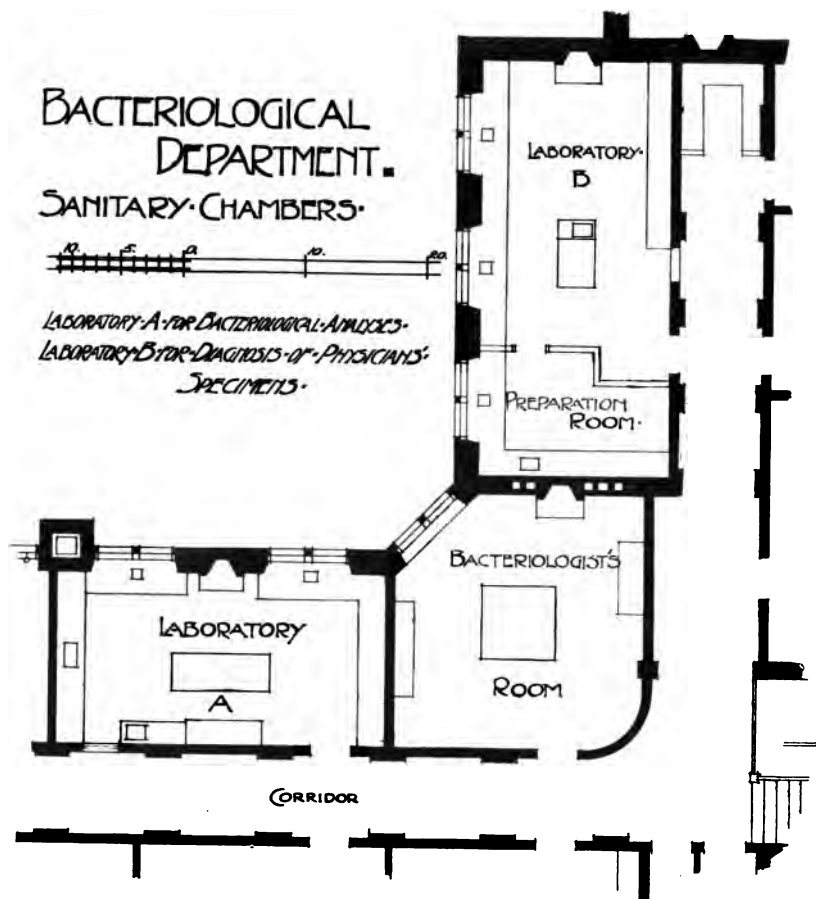 BACTERIOLOGICAL
DEPARTMENT.
SANITARY·CHAMBERS·
10. 5. 0. 10. 20.
LABORATORY·A·FOR·BACTERIOLOGICAL·ANALYSES·
LABORATORY·B·FOR·DIAGNOSIS·OF·PHYSICIANS'·
SPECIMENS·
LABORATORY·
B
PREPARATION
ROOM·
BACTERIOLOGIST'S
ROOM
LABORATORY
A
CORRIDOR